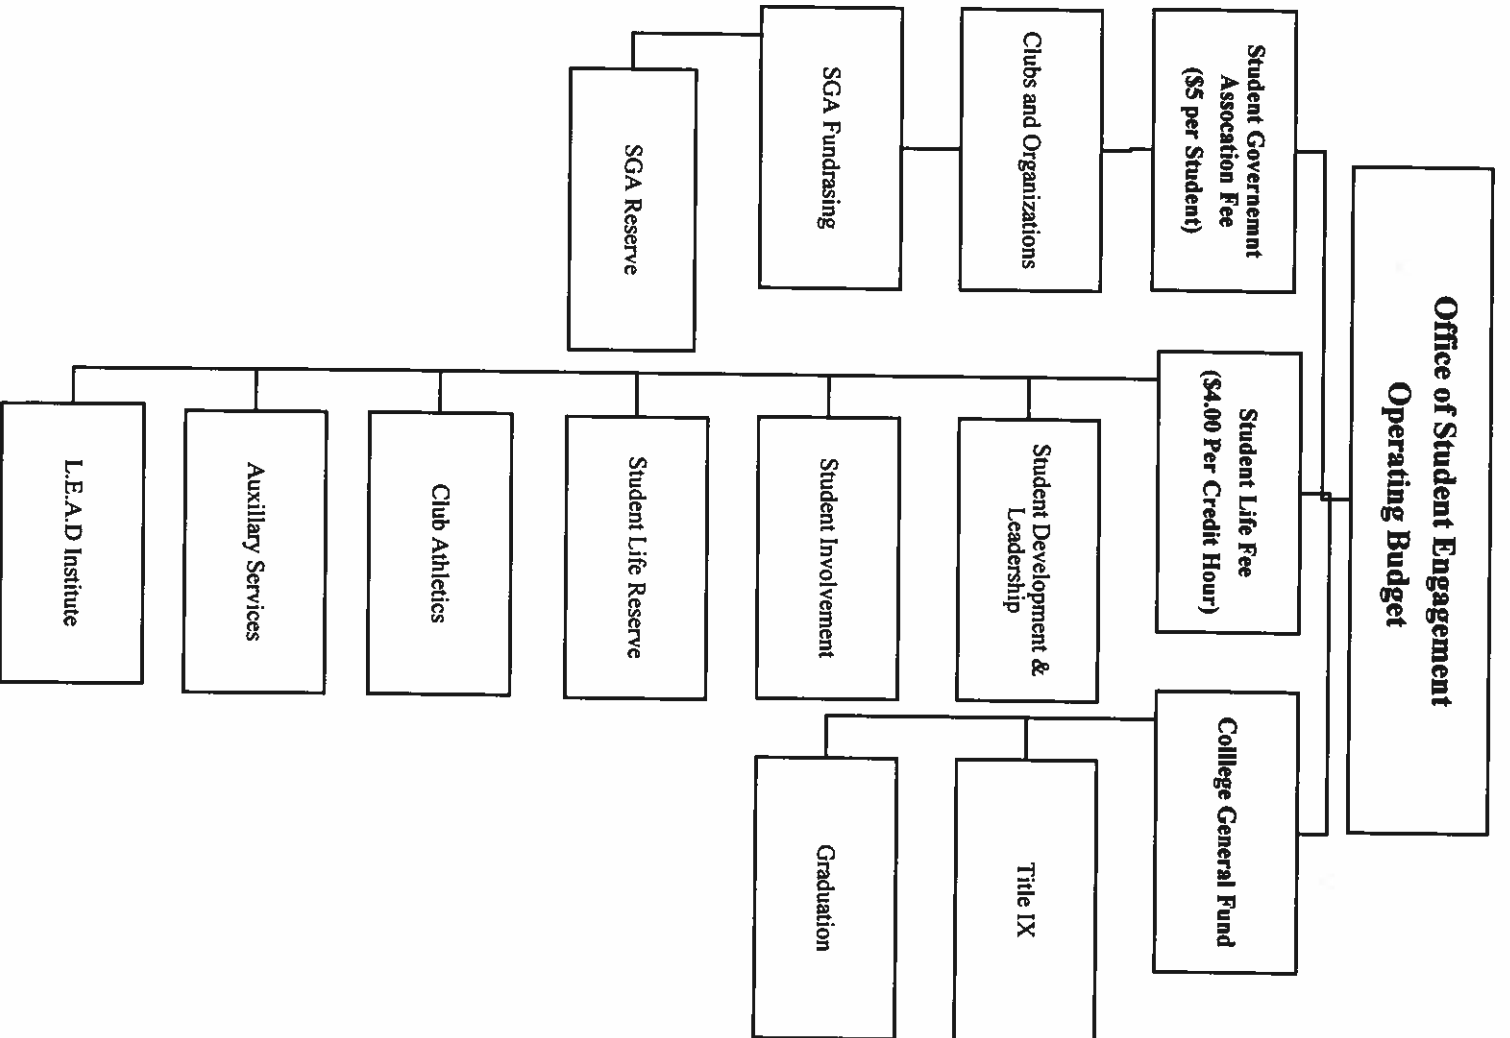 Office of Student Engagement
Operating Budget
Student Governemnt
Assocation Fee
($5 per Student)
Clubs and Organizations
SGA Fundrasing
SGA Reserve
Student Life Fee
($4.00 Per Credit Hour)
Student Development &
Leadership
Student Involvement
Student Life Reserve
Club Athletics
Auxillary Services
L.E.A.D Institute
Colllege General Fund
Title IX
Graduation